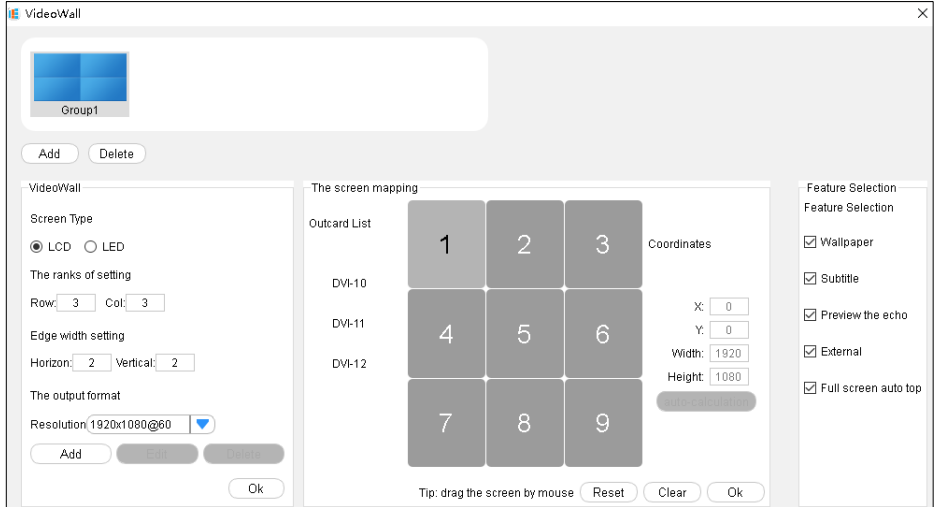 VideoWall
Group1
Add Delete
VideoWall
Screen Type
LCD LED
The ranks of setting
Row: 3 Col: 3
Edge width setting
Horizon: 2 Vertical: 2
The output format
Resolution 1920x1080@60
Add Edit Delete
Ok
The screen mapping
Outcard List
DVI-10
DVI-11
DVI-12
1 2 3
4 5 6
7 8 9
Coordinates
X: 0
Y: 0
Width: 1920
Height: 1080
auto-calculation
Tip: drag the screen by mouse Reset Clear Ok
Feature Selection
Feature Selection
Wallpaper
Subtitle
Preview the echo
External
Full screen auto top